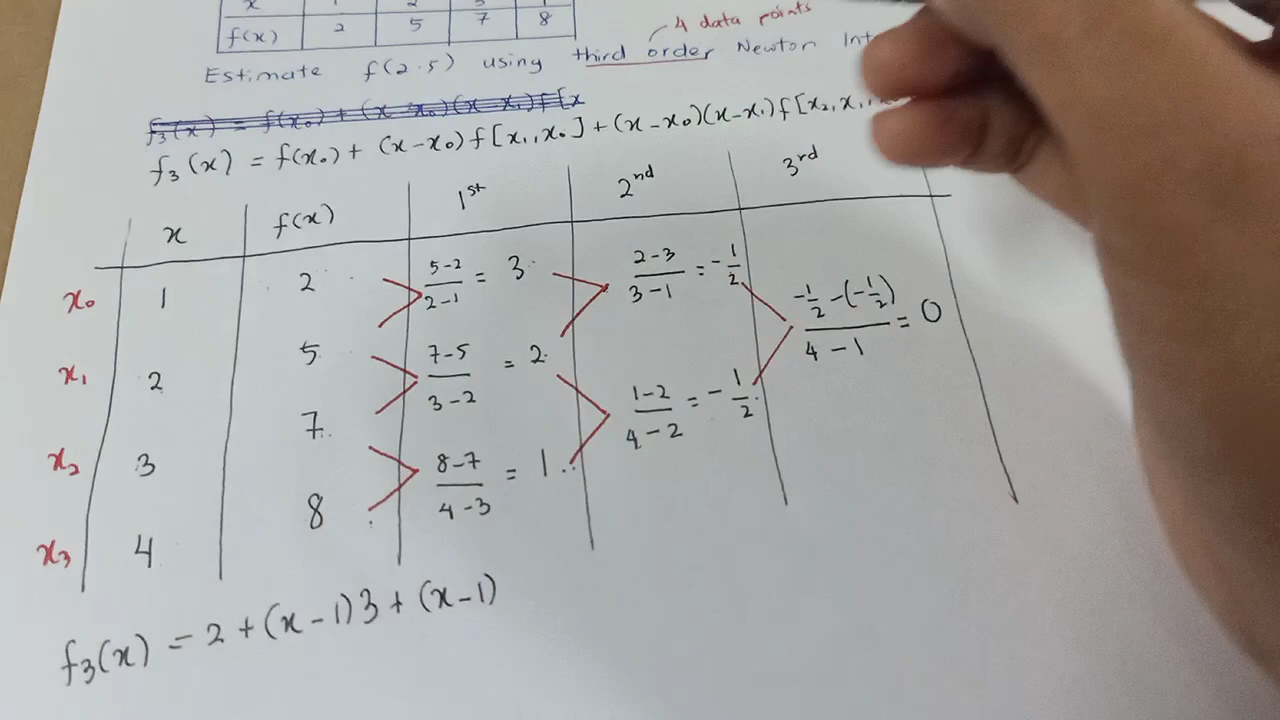 x
f(x) 2 5 7 8
4 data points
Estimate f(2.5) using third order Newton Int
f₃(x) = f(x₀) + (x-x₀)(x-x₁) f[x
f₃(x) = f(x₀) + (x-x₀) f[x₁,x₀] + (x-x₀)(x-x₁) f[x₂,x₁,
x f(x) 1st 2nd 3rd
x₀ 1 2 5-2/2-1 = 3 2-3/3-1 = -1/2 -1/2-(-1/2)/4-1 = 0
x₁ 2 5 7-5/3-2 = 2 1-2/4-2 = -1/2
x₂ 3 7 8-7/4-3 = 1
x₃ 4 8
f₃(x) = 2 + (x-1)3 + (x-1)